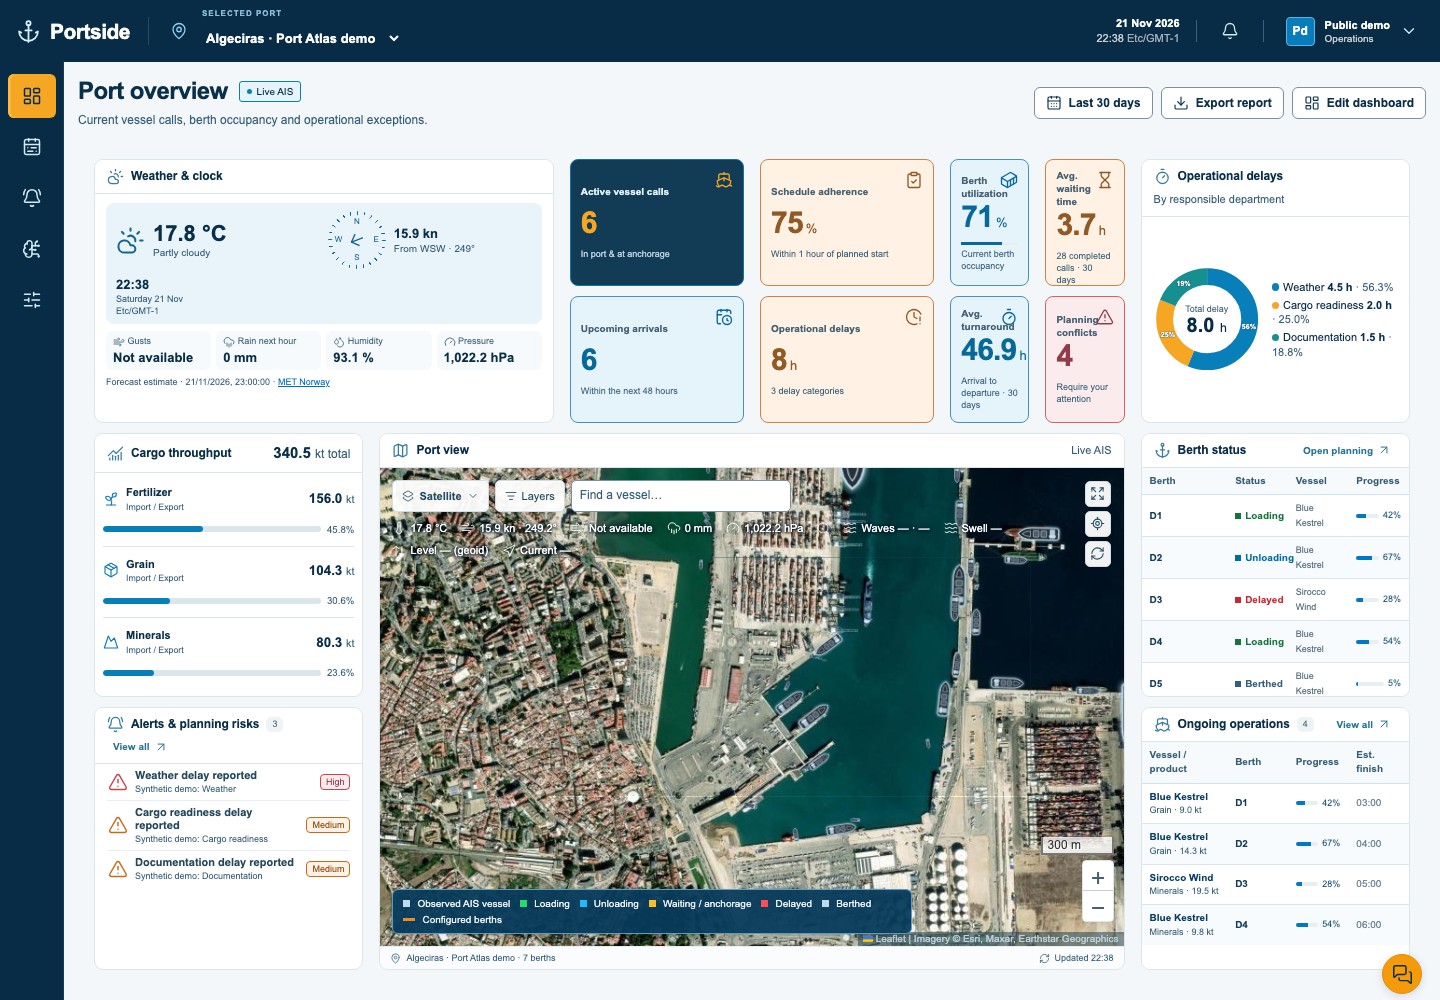 Portside
SELECTED PORT
Algeciras · Port Atlas demo
21 Nov 2026
22:38 Etc/GMT-1
Pd
Public demo
Operations
Port overview
Live AIS
Current vessel calls, berth occupancy and operational exceptions.
Last 30 days
Export report
Edit dashboard
Weather & clock
17.8 °C
Partly cloudy
N
W
E
S
15.9 kn
From WSW · 249°
22:38
Saturday 21 Nov
Etc/GMT-1
Gusts
Not available
Rain next hour
0 mm
Humidity
93.1 %
Pressure
1,022.2 hPa
Forecast estimate · 21/11/2026, 23:00:00 · MET Norway
Active vessel calls
6
In port & at anchorage
Schedule adherence
75 %
Within 1 hour of planned start
Berth
utilization
71 %
Current berth
occupancy
Avg.
waiting
time
3.7 h
28 completed
calls · 30
days
Upcoming arrivals
6
Within the next 48 hours
Operational delays
8 h
3 delay categories
Avg.
turnaround
46.9 h
Arrival to
departure · 30
days
Planning
conflicts
4
Require your
attention
Operational delays
By responsible department
19%
25%
56%
Total delay
8.0 h
Weather 4.5 h · 56.3%
Cargo readiness 2.0 h
· 25.0%
Documentation 1.5 h ·
18.8%
Cargo throughput
340.5 kt total
Fertilizer
Import / Export
156.0 kt
45.8%
Grain
Import / Export
104.3 kt
30.6%
Minerals
Import / Export
80.3 kt
23.6%
Alerts & planning risks 3
View all
Weather delay reported
Synthetic demo: Weather
High
Cargo readiness delay
reported
Synthetic demo: Cargo readiness
Medium
Documentation delay reported
Synthetic demo: Documentation
Medium
Port view
Live AIS
Satellite
Layers
Find a vessel...
17.8 °C 15.9 kn · 249.2° Not available 0 mm 1,022.2 hPa Waves — · — Swell —
Level — (geoid) Current —
300 m
+
−
Observed AIS vessel Loading Unloading Waiting / anchorage Delayed Berthed
Configured berths
Leaflet | Imagery © Esri, Maxar, Earthstar Geographics
Algeciras · Port Atlas demo · 7 berths
Updated 22:38
Berth status
Open planning
Berth Status Vessel Progress
D1 Loading Blue Kestrel 42%
D2 Unloading Blue Kestrel 67%
D3 Delayed Sirocco Wind 28%
D4 Loading Blue Kestrel 54%
D5 Berthed Blue Kestrel 5%
Ongoing operations 4
View all
Vessel / product Berth Progress Est. finish
Blue Kestrel
Grain · 9.0 kt
D1 42% 03:00
Blue Kestrel
Grain · 14.3 kt
D2 67% 04:00
Sirocco Wind
Minerals · 19.5 kt
D3 28% 05:00
Blue Kestrel
Minerals · 9.8 kt
D4 54% 06:00